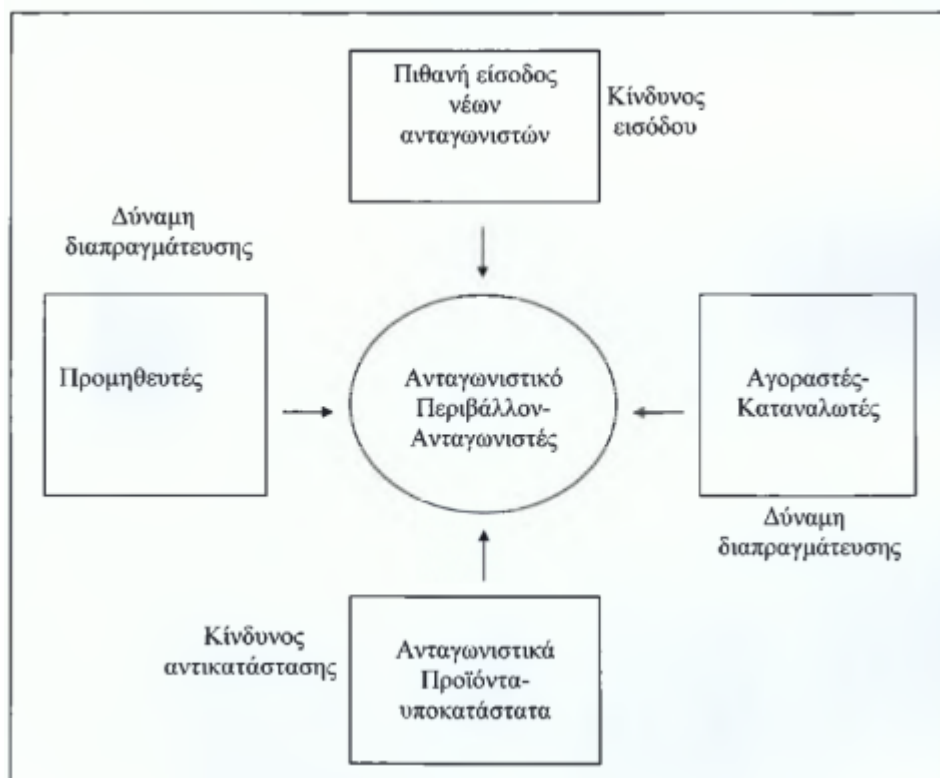 Πιθανή είσοδος
νέων
ανταγωνιστών
Κίνδυνος
εισόδου
Δύναμη
διαπραγμάτευσης
Προμηθευτές
Ανταγωνιστικό
Περιβάλλον-
Ανταγωνιστές
Αγοραστές-
Καταναλωτές
Δύναμη
διαπραγμάτευσης
Κίνδυνος
αντικατάστασης
Ανταγωνιστικά
Προϊόντα-
υποκατάστατα